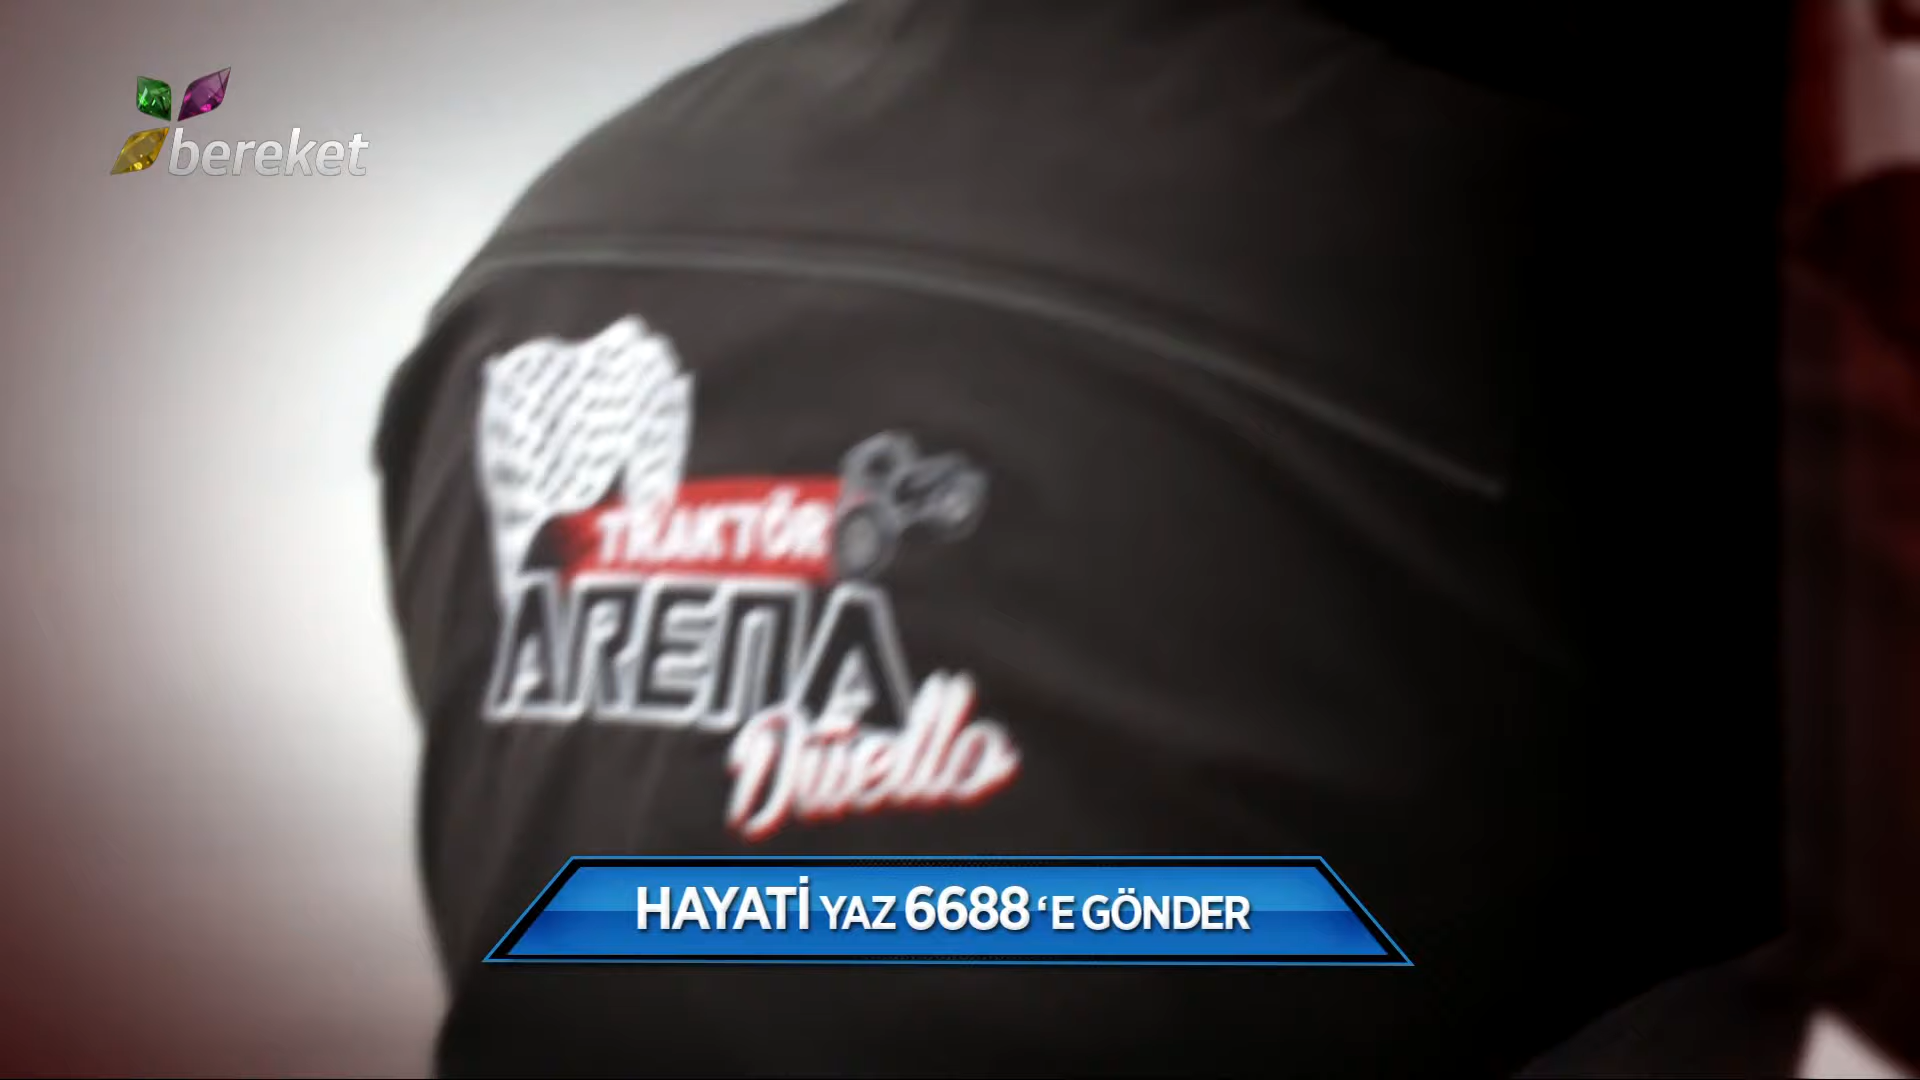 bereket
TRAKTÖR
ARENA
Düello
HAYATİ YAZ 6688 ‘E GÖNDER